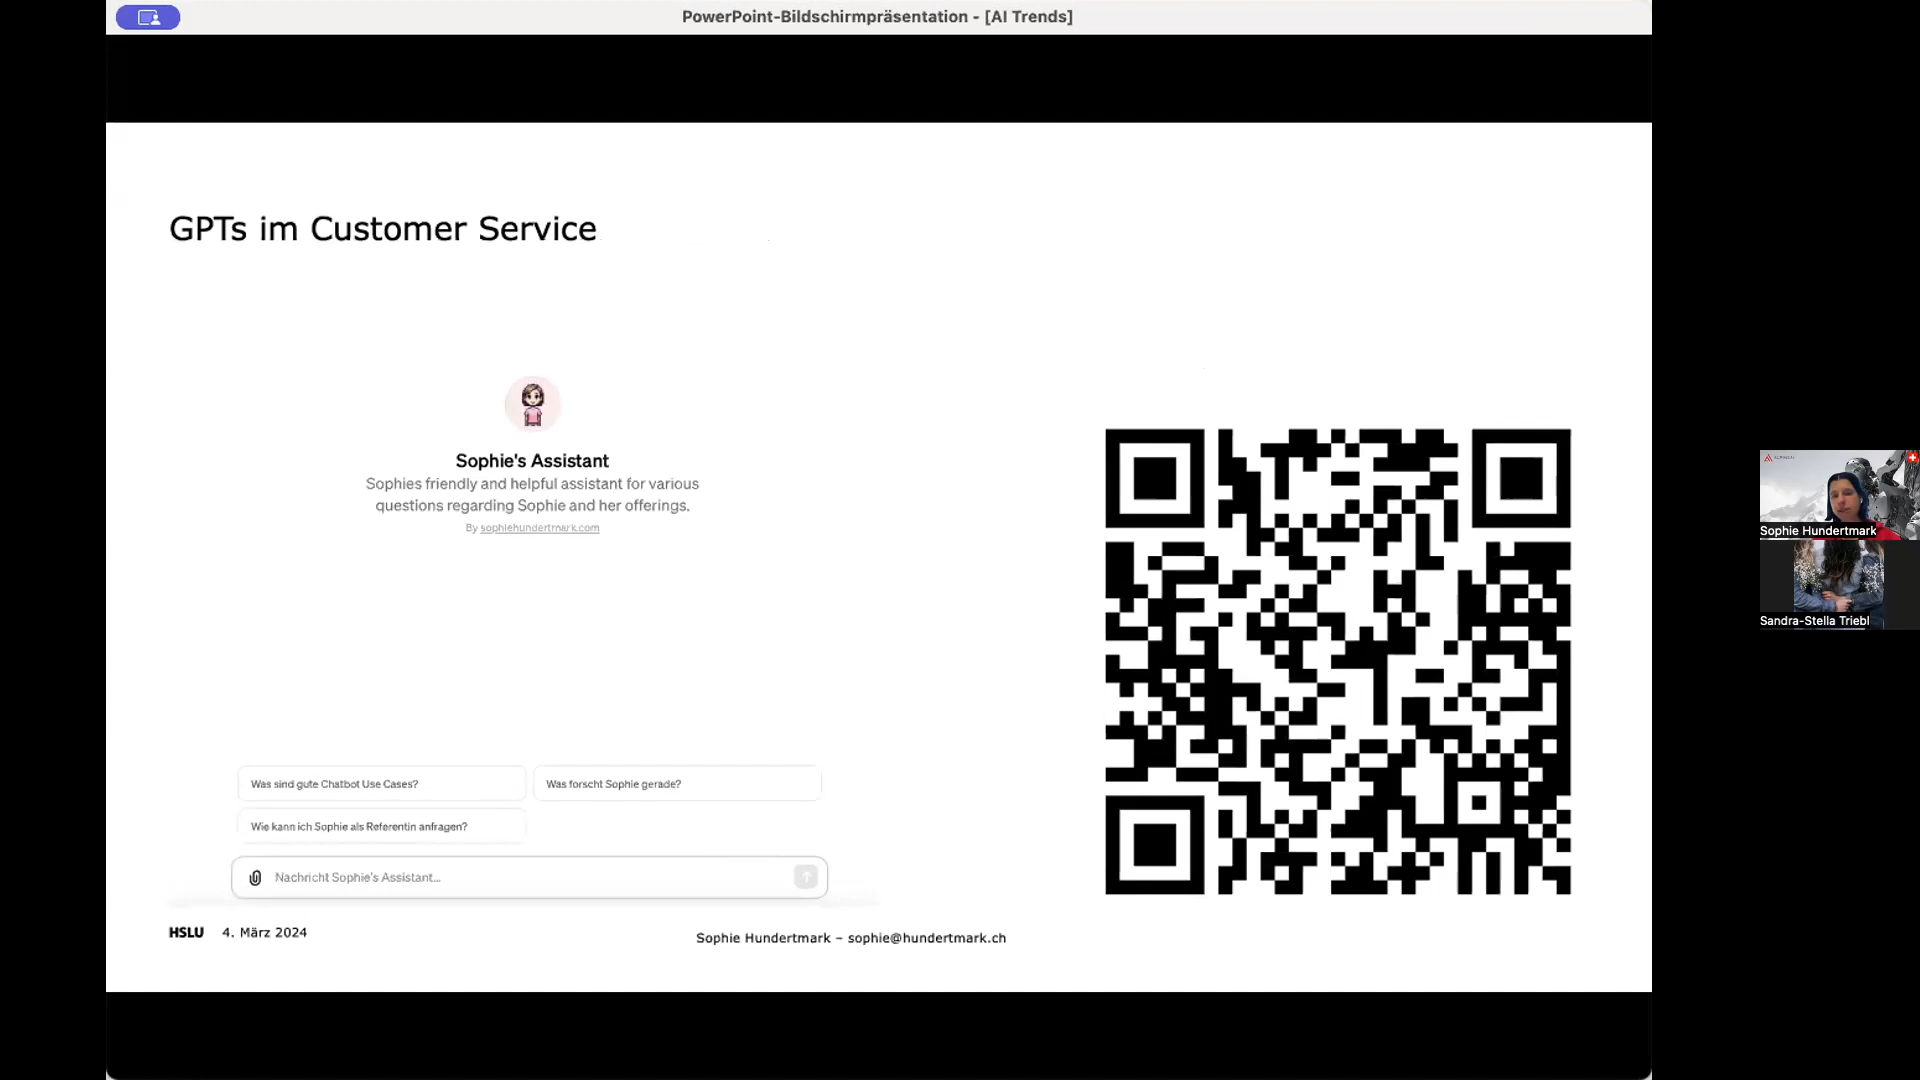 PowerPoint-Bildschirmpräsentation - [AI Trends]
GPTs im Customer Service
Sophie's Assistant
Sophies friendly and helpful assistant for various
questions regarding Sophie and her offerings.
By sophiehundertmark.com
Was sind gute Chatbot Use Cases?
Was forscht Sophie gerade?
Wie kann ich Sophie als Referentin anfragen?
Nachricht Sophie's Assistant...
HSLU 4. März 2024
Sophie Hundertmark – sophie@hundertmark.ch
Sophie Hundertmark
Sandra-Stella Triebl